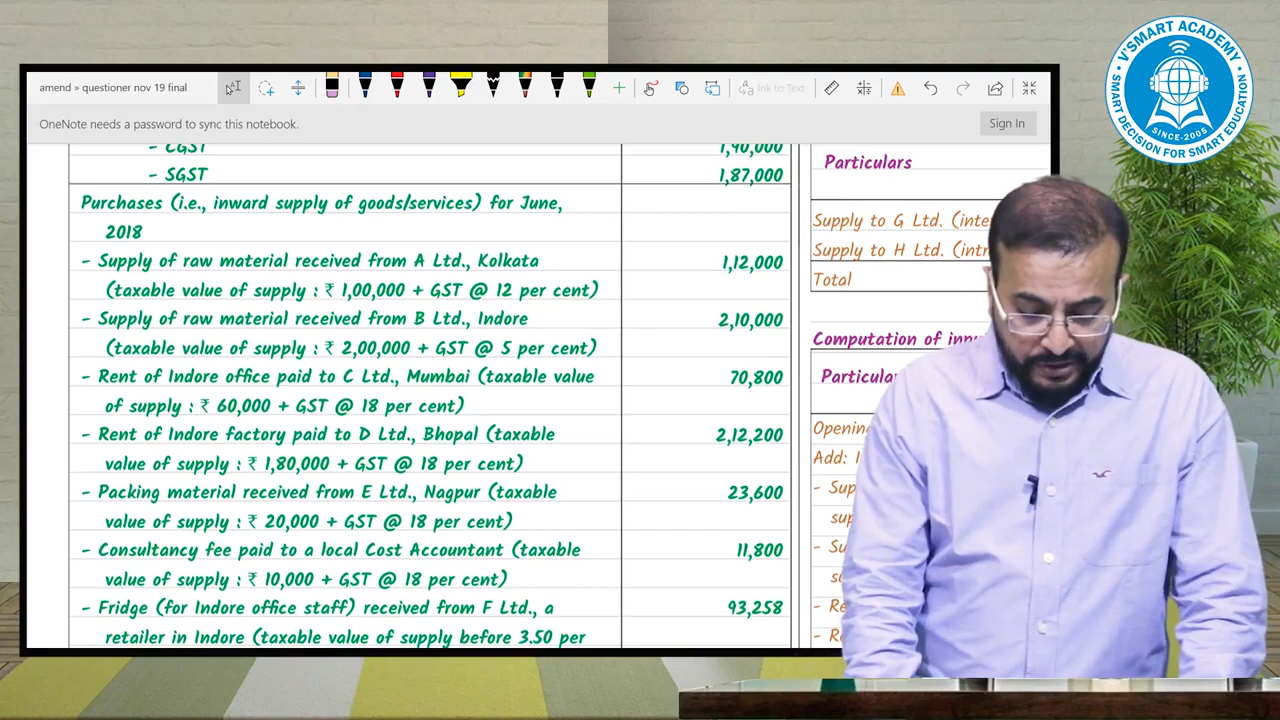 amend » questioner nov 19 final
Ink to Text
OneNote needs a password to sync this notebook.
Sign In
- CGST 1,90,000
- SGST 1,87,000
Purchases (i.e., inward supply of goods/services) for June,
2018
- Supply of raw material received from A Ltd., Kolkata 1,12,000
(taxable value of supply : ₹ 1,00,000 + GST @ 12 per cent)
- Supply of raw material received from B Ltd., Indore 2,10,000
(taxable value of supply : ₹ 2,00,000 + GST @ 5 per cent)
- Rent of Indore office paid to C Ltd., Mumbai (taxable value 70,800
of supply : ₹ 60,000 + GST @ 18 per cent)
- Rent of Indore factory paid to D Ltd., Bhopal (taxable 2,12,200
value of supply : ₹ 1,80,000 + GST @ 18 per cent)
- Packing material received from E Ltd., Nagpur (taxable 23,600
value of supply : ₹ 20,000 + GST @ 18 per cent)
- Consultancy fee paid to a local Cost Accountant (taxable 11,800
value of supply : ₹ 10,000 + GST @ 18 per cent)
- Fridge (for Indore office staff) received from F Ltd., a 93,258
retailer in Indore (taxable value of supply before 3.50 per
Particulars
Supply to G Ltd. (inte
Supply to H Ltd. (intr
Total
Computation of
Particular
Opening
Add:
V'SMART ACADEMY
SINCE-2005
SMART DECISION FOR SMART EDUCATION